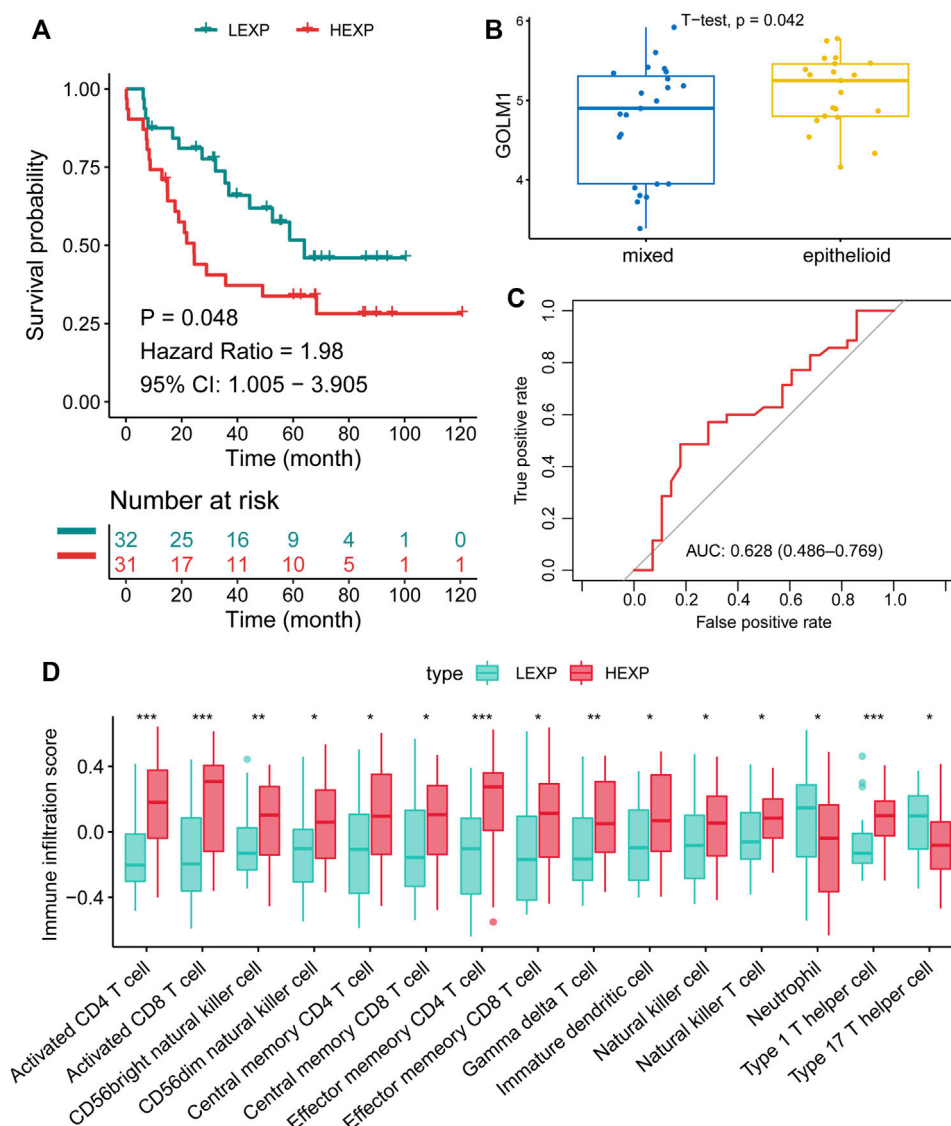 A
LEXP HEXP
Survival probability
1.00
0.75
0.50
0.25
0.00
P = 0.048
Hazard Ratio = 1.98
95% CI: 1.005 − 3.905
0 20 40 60 80 100 120
Time (month)
Number at risk
32 25 16 9 4 1 0
31 17 11 10 5 1 1
0 20 40 60 80 100 120
Time (month)
B
T-test, p = 0.042
GOLM1
6
5
4
mixed epithelioid
C
True positive rate
1.0
0.8
0.6
0.4
0.2
0.0
AUC: 0.628 (0.486–0.769)
0.0 0.2 0.4 0.6 0.8 1.0
False positive rate
D
type LEXP HEXP
*** *** ** * * * *** * ** * * * * *** *
Immune infiltration score
0.4
0.0
−0.4
Activated CD4 T cell
Activated CD8 T cell
CD56bright natural killer cell
CD56dim natural killer cell
Central memory CD4 T cell
Central memory CD8 T cell
Effector memeory CD4 T cell
Effector memeory CD8 T cell
Gamma delta T cell
Immature dendritic cell
Natural killer cell
Natural killer T cell
Neutrophil
Type 1 T helper cell
Type 17 T helper cell